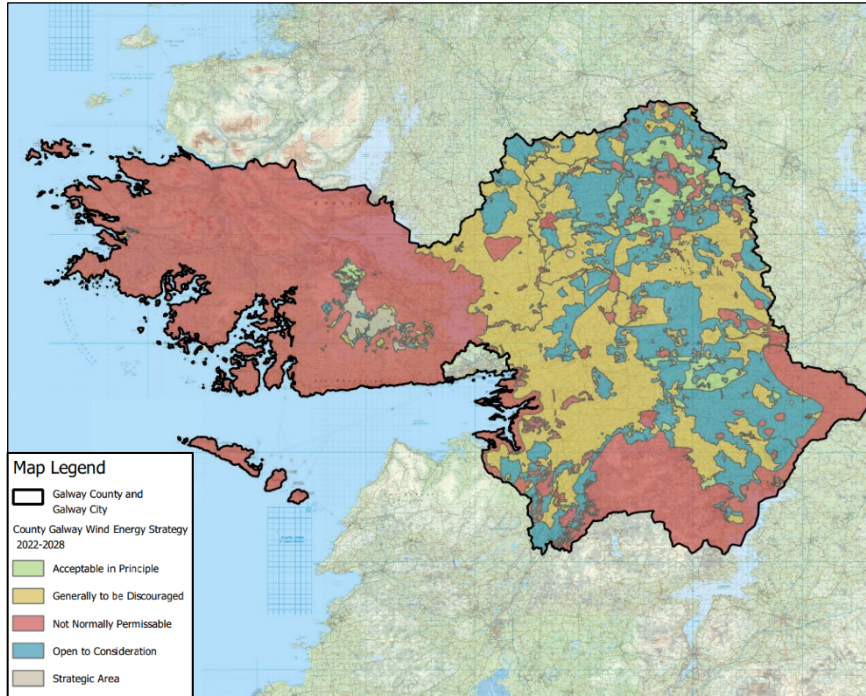 Map Legend
Galway County and
Galway City
County Galway Wind Energy Strategy
2022-2028
Acceptable in Principle
Generally to be Discouraged
Not Normally Permissable
Open to Consideration
Strategic Area